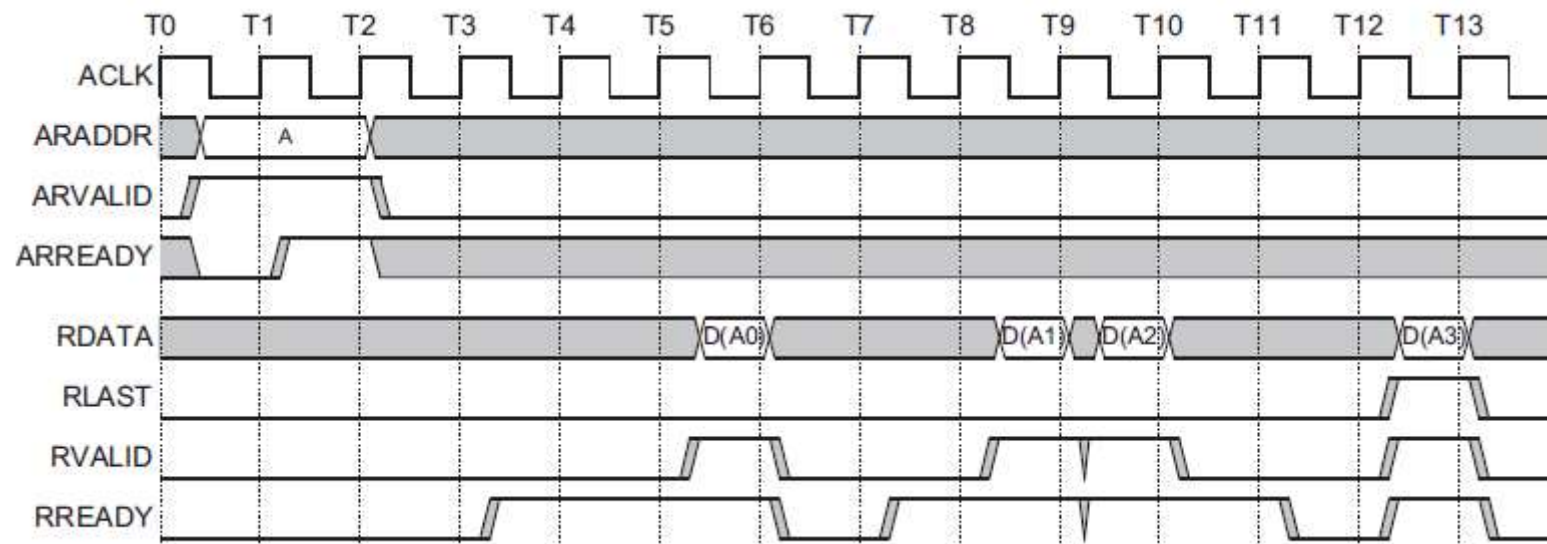 T0 T1 T2 T3 T4 T5 T6 T7 T8 T9 T10 T11 T12 T13
ACLK
ARADDR A
ARVALID
ARREADY
RDATA D(A0) D(A1) D(A2) D(A3)
RLAST
RVALID
RREADY